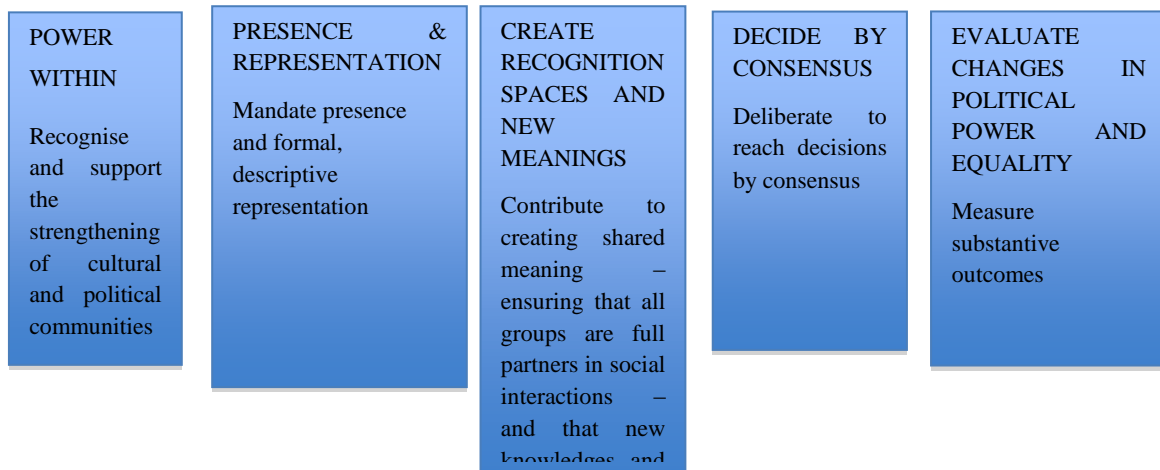 POWER
WITHIN
Recognise
and support
the
strengthening
of cultural
and political
communities
PRESENCE &
REPRESENTATION
Mandate presence
and formal,
descriptive
representation
CREATE
RECOGNITION
SPACES AND
NEW
MEANINGS
Contribute to
creating shared
meaning –
ensuring that all
groups are full
partners in social
interactions –
and that new
knowledges and
DECIDE BY
CONSENSUS
Deliberate to
reach decisions
by consensus
EVALUATE
CHANGES IN
POLITICAL
POWER AND
EQUALITY
Measure
substantive
outcomes